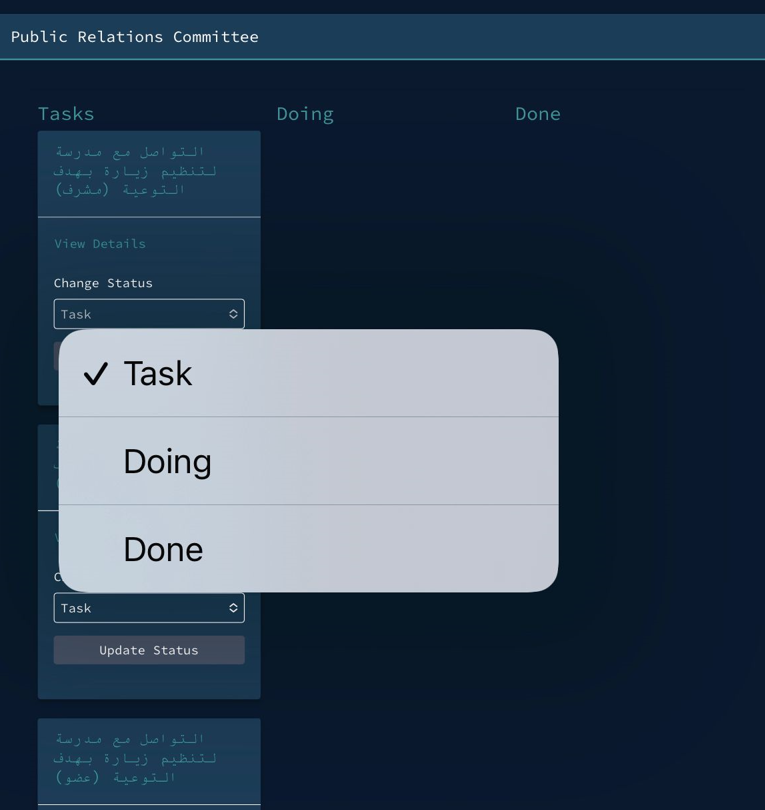 Public Relations Committee
Tasks
Doing
Done
التواصل مع مدرسة
لتنظيم زيارة بهدف
التوعية (مشرف)
View Details
Change Status
Task
Task
Doing
Done
Task
Update Status
التواصل مع مدرسة
لتنظيم زيارة بهدف
التوعية (عضو)